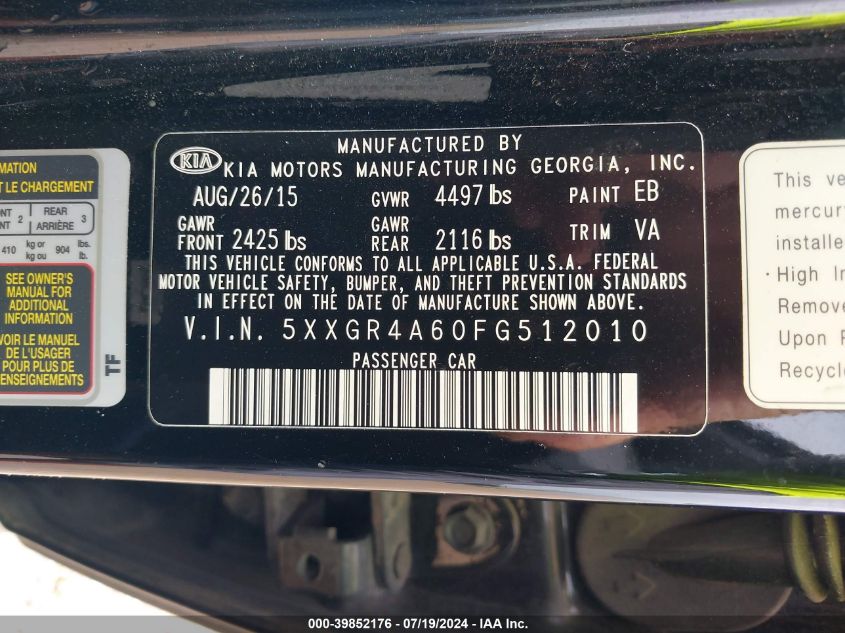 MANUFACTURED BY
KIA KIA MOTORS MANUFACTURING GEORGIA, INC.
AUG/26/15 GVWR 4497 lbs PAINT EB
GAWR FRONT 2425 lbs GAWR REAR 2116 lbs TRIM VA
THIS VEHICLE CONFORMS TO ALL APPLICABLE U.S.A. FEDERAL
MOTOR VEHICLE SAFETY, BUMPER, AND THEFT PREVENTION STANDARDS
IN EFFECT ON THE DATE OF MANUFACTURE SHOWN ABOVE.
V.I.N. 5XXGR4A60FG512010
PASSENGER CAR
MATION
T LE CHARGEMENT
NT 2 REAR 3
NT ARRIÈRE
410 kg or kg ou 904 lbs. lb.
SEE OWNER'S
MANUAL FOR
ADDITIONAL
INFORMATION
VOIR LE MANUEL
DE L'USAGER
POUR PLUS DE
RENSEIGNEMENTS
TF
This ve
mercur
installe
· High In
Remove
Upon
Recycle
000-39852176 - 07/19/2024 - IAA Inc.